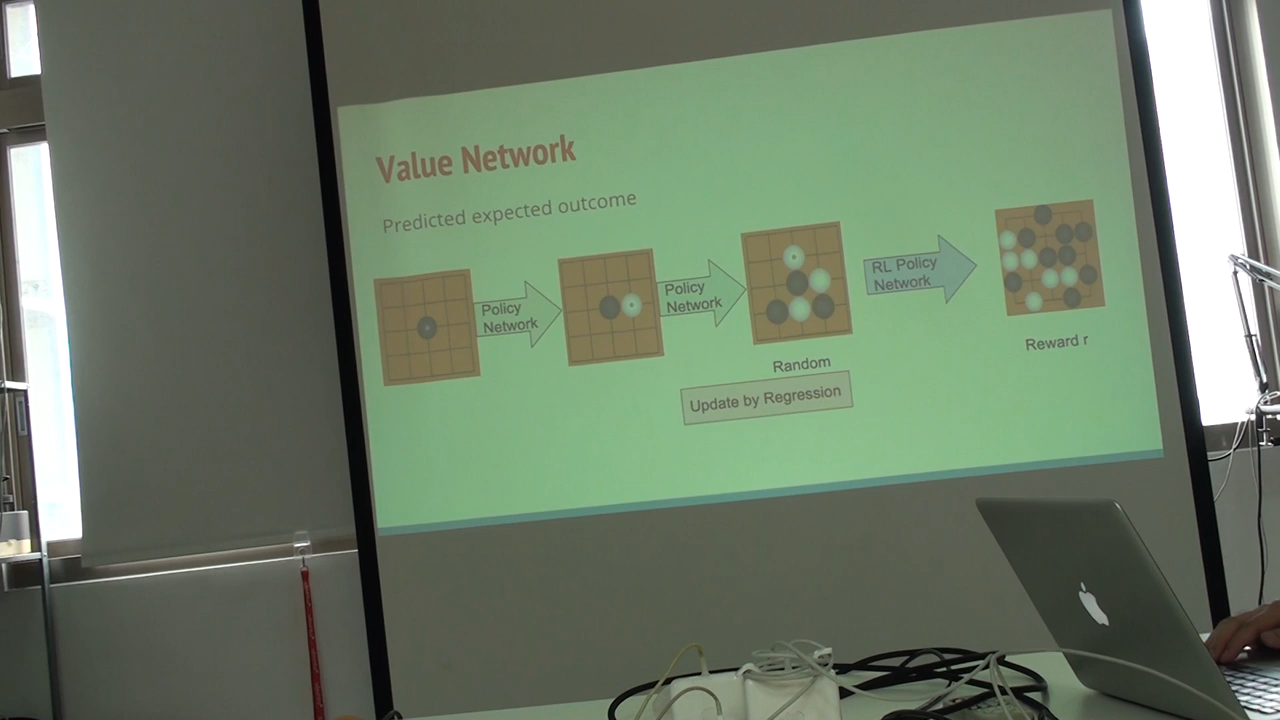 Value Network
Predicted expected outcome
Policy
Network
Policy
Network
RL Policy
Network
Random
Reward r
Update by Regression